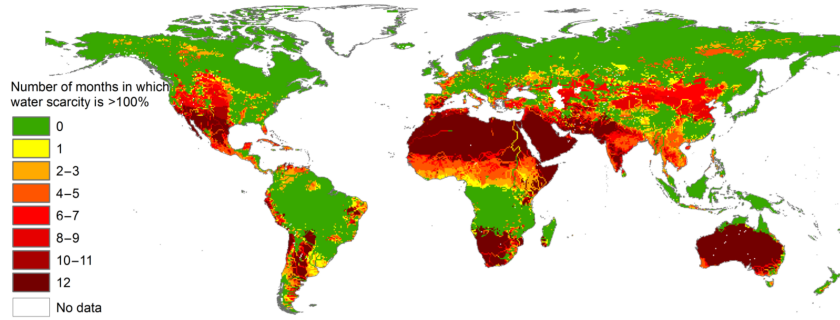 Number of months in which
water scarcity is >100%
0
1
2–3
4–5
6–7
8–9
10–11
12
No data